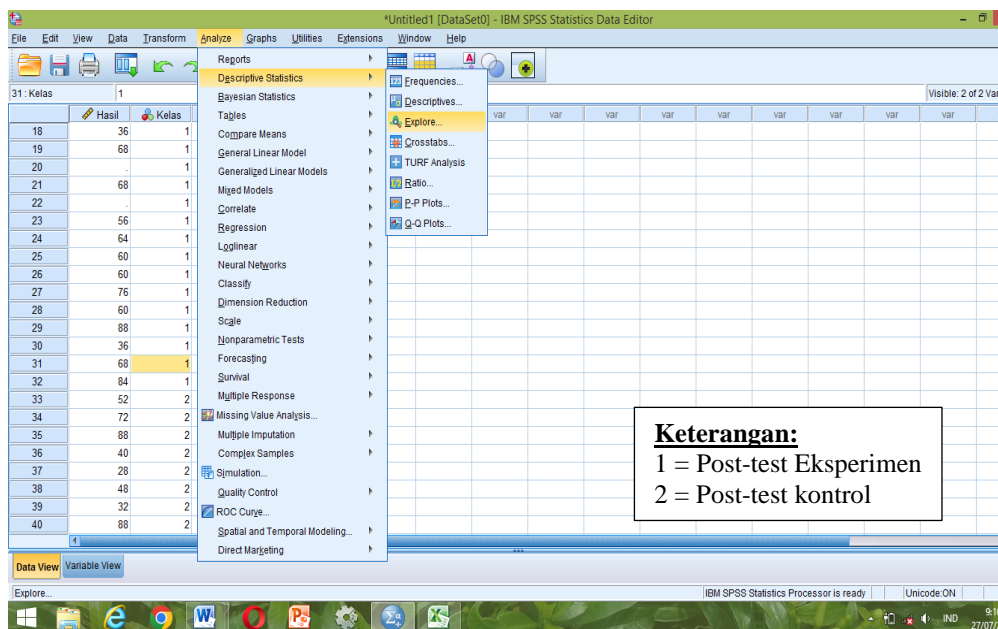 *Untitled1 [DataSet0] - IBM SPSS Statistics Data Editor
File Edit View Data Transform Analyze Graphs Utilities Extensions Window Help
31 : Kelas 1 Visible: 2 of 2 Var
Hasil Kelas var var var var var var var
18 36 1
19 68 1
20 . 1
21 68 1
22 . 1
23 56 1
24 64 1
25 60 1
26 60 1
27 76 1
28 60 1
29 88 1
30 36 1
31 68 1
32 84 1
33 52 2
34 72 2
35 88 2
36 40 2
37 28 2
38 48 2
39 32 2
40 88 2
Reports
Descriptive Statistics
Bayesian Statistics
Tables
Compare Means
General Linear Model
Generalized Linear Models
Mixed Models
Correlate
Regression
Loglinear
Neural Networks
Classify
Dimension Reduction
Scale
Nonparametric Tests
Forecasting
Survival
Multiple Response
Missing Value Analysis...
Multiple Imputation
Complex Samples
Simulation...
Quality Control
ROC Curve...
Spatial and Temporal Modeling...
Direct Marketing
Frequencies...
Descriptives...
Explore...
Crosstabs...
TURF Analysis
Ratio...
P-P Plots...
Q-Q Plots...
Keterangan:
1 = Post-test Eksperimen
2 = Post-test kontrol
Data View Variable View
Explore... IBM SPSS Statistics Processor is ready Unicode:ON
IND